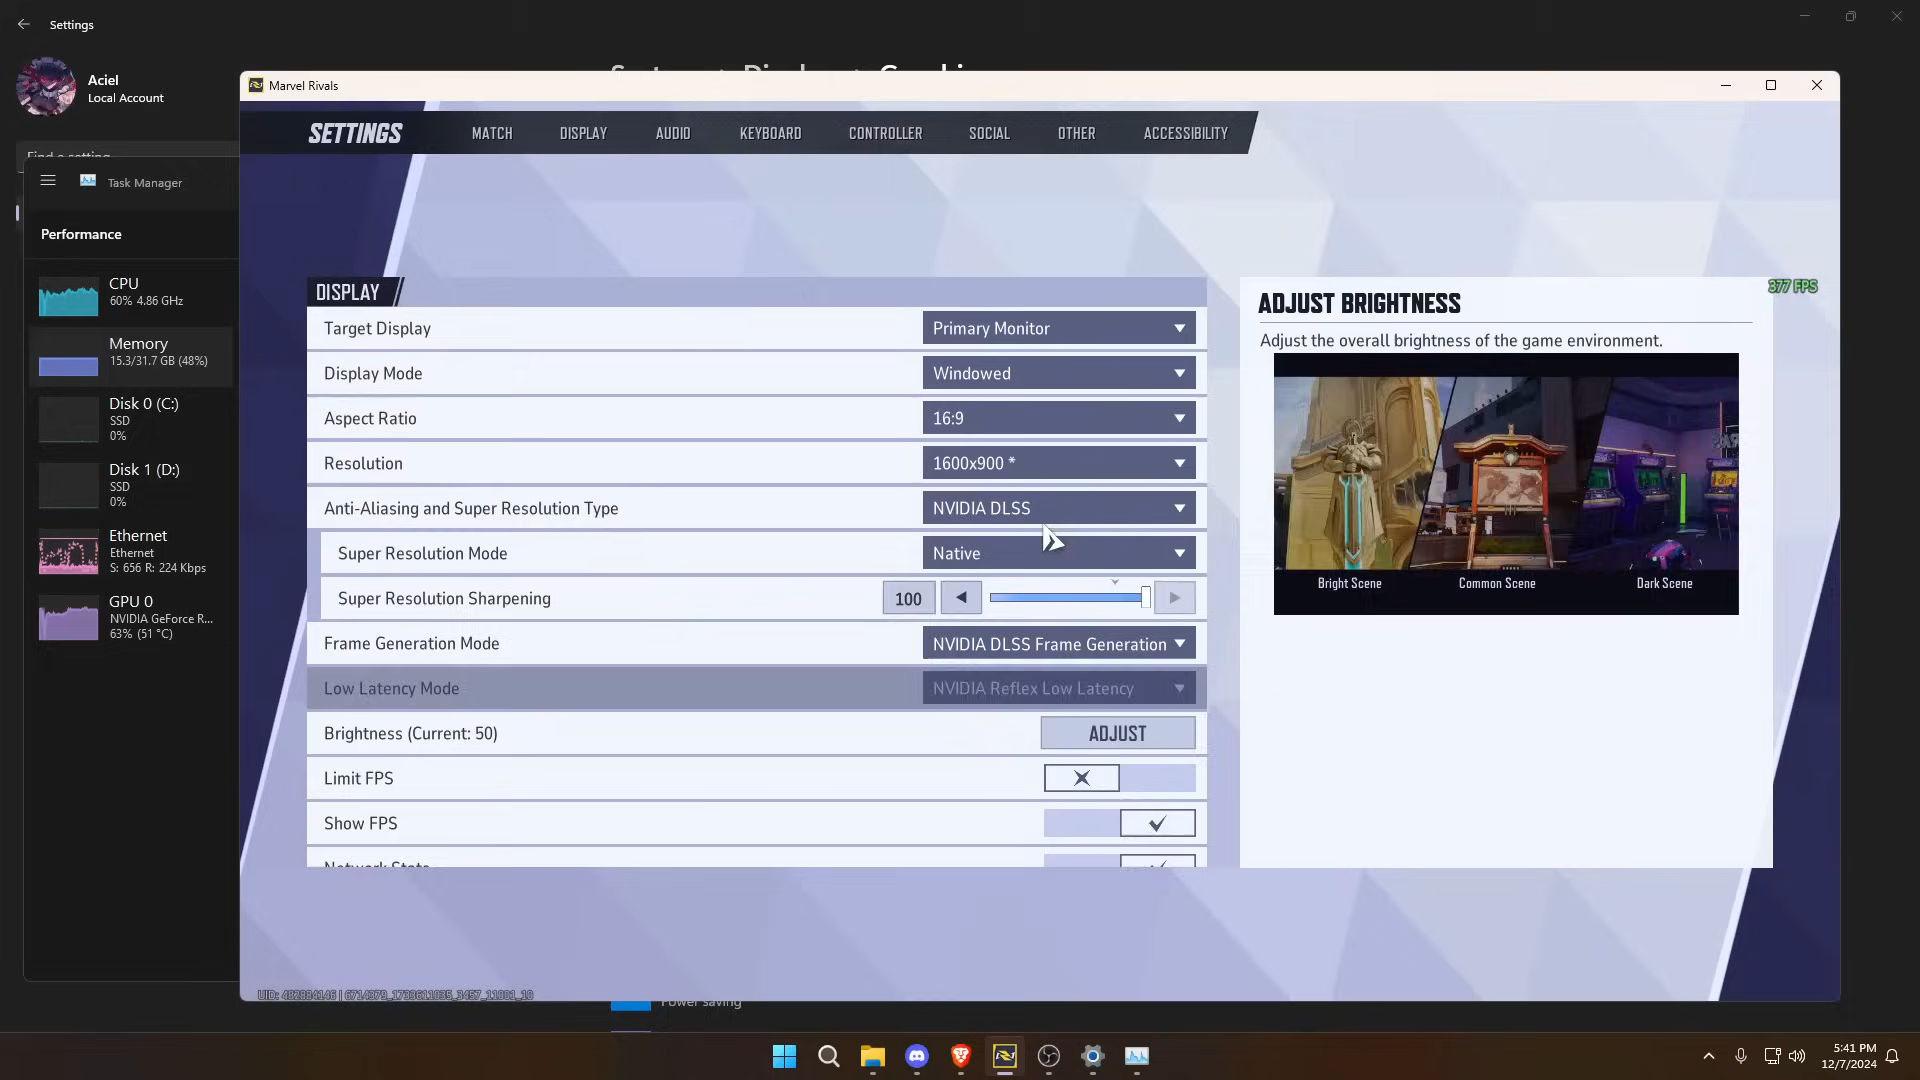 Settings
Aciel
Local Account
Find a setting
Task Manager
Performance
CPU
60% 4.86 GHz
Memory
15.3/31.7 GB (48%)
Disk 0 (C:)
SSD
0%
Disk 1 (D:)
SSD
0%
Ethernet
Ethernet
S: 656 R: 224 Kbps
GPU 0
NVIDIA GeForce R...
63% (51 °C)
Marvel Rivals
SETTINGS
MATCH
DISPLAY
AUDIO
KEYBOARD
CONTROLLER
SOCIAL
OTHER
ACCESSIBILITY
DISPLAY
Target Display
Primary Monitor
Display Mode
Windowed
Aspect Ratio
16:9
Resolution
1600x900 *
Anti-Aliasing and Super Resolution Type
NVIDIA DLSS
Super Resolution Mode
Native
Super Resolution Sharpening
100
Frame Generation Mode
NVIDIA DLSS Frame Generation
Low Latency Mode
NVIDIA Reflex Low Latency
Brightness (Current: 50)
ADJUST
Limit FPS
Show FPS
377 FPS
ADJUST BRIGHTNESS
Adjust the overall brightness of the game environment.
Bright Scene
Common Scene
Dark Scene
Power saving
5:41 PM
12/7/2024